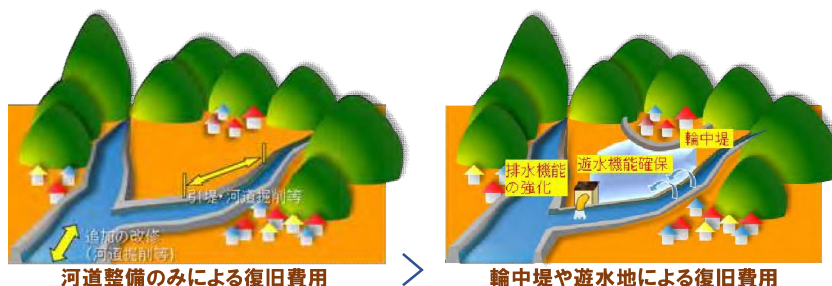 引堤・河道掘削等
追加の改修
(河道掘削等)
河道整備のみによる復旧費用
>
輪中堤
遊水機能確保
排水機能
の強化
輪中堤や遊水地による復旧費用